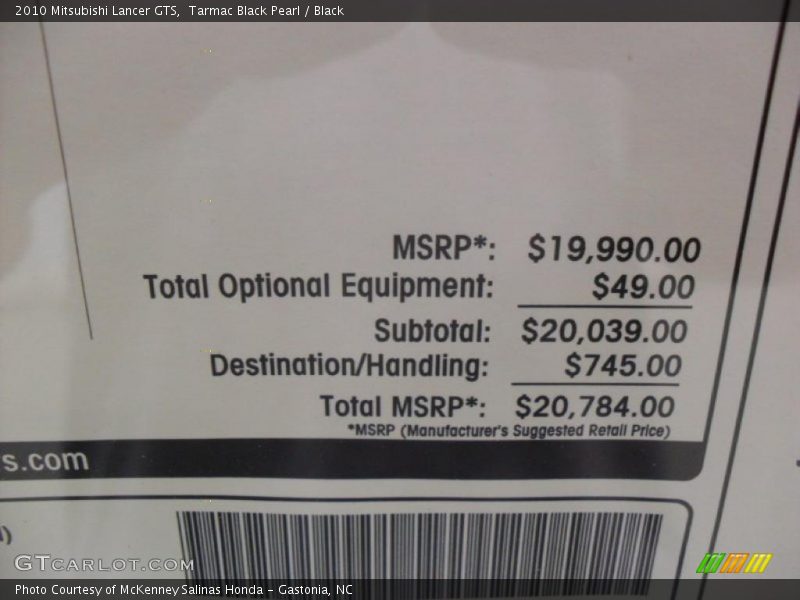 2010 Mitsubishi Lancer GTS, Tarmac Black Pearl / Black
MSRP*: $19,990.00
Total Optional Equipment: $49.00
Subtotal: $20,039.00
Destination/Handling: $745.00
Total MSRP*: $20,784.00
*MSRP (Manufacturer's Suggested Retail Price)
s.com
GTCARLOT.COM
Photo Courtesy of McKenney Salinas Honda - Gastonia, NC